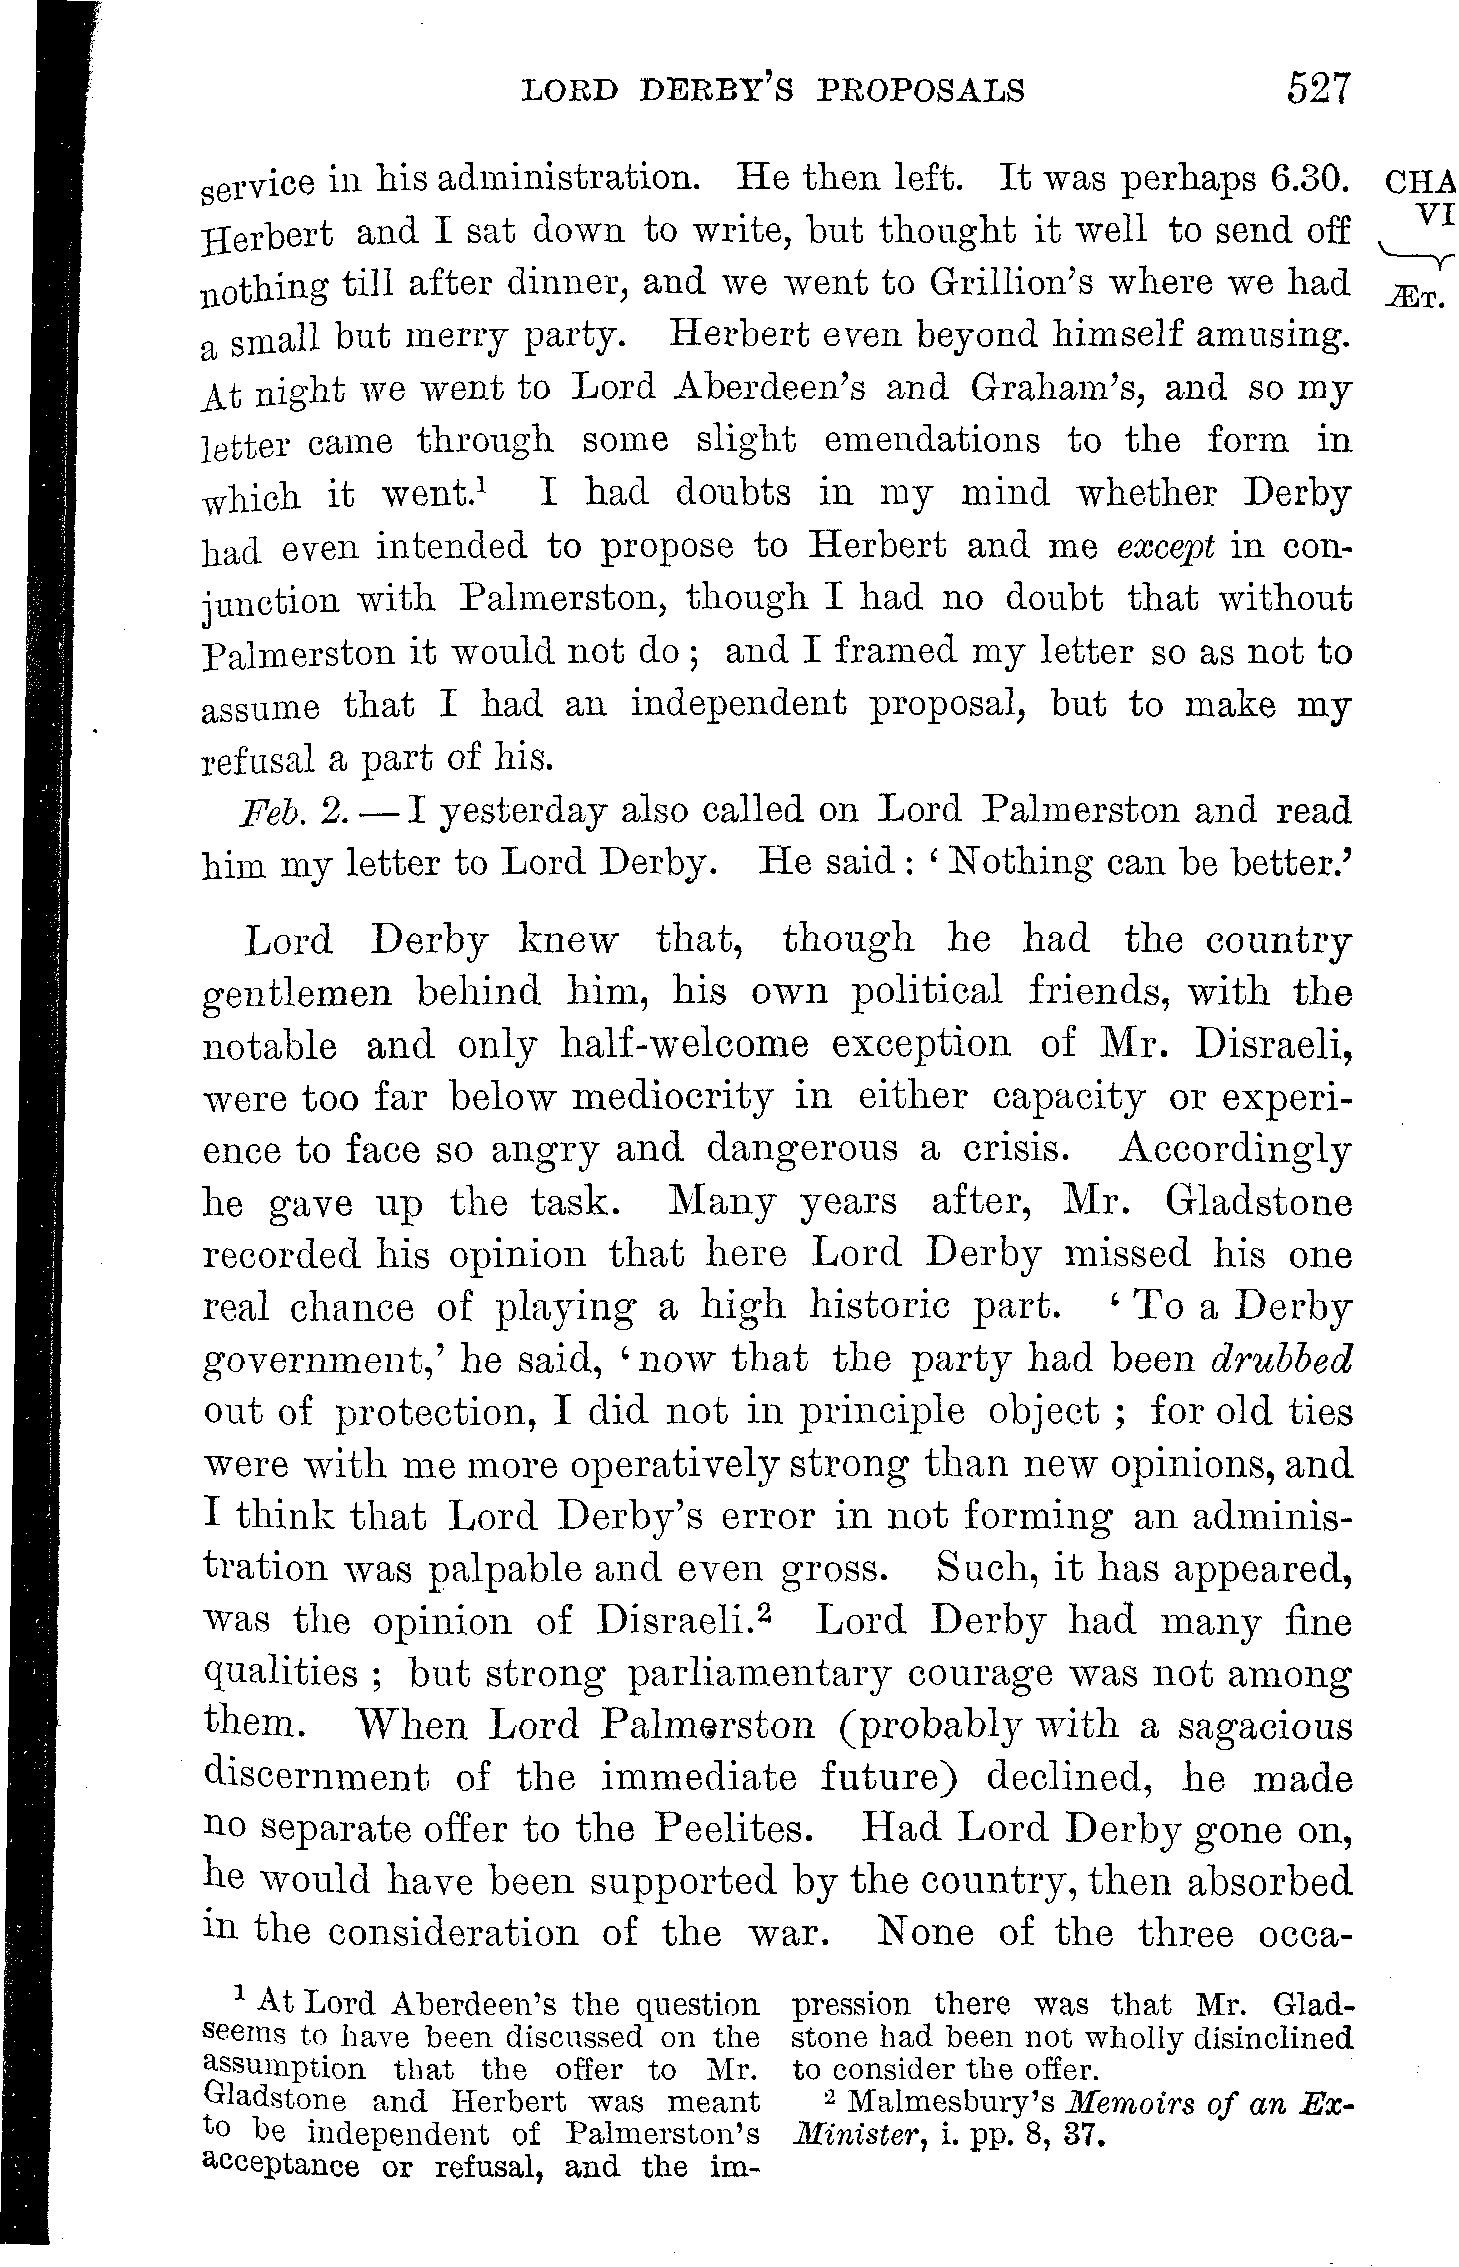 LORD DERBY'S PROPOSALS 527
service in his administration. He then left. It was perhaps 6.30.
Herbert and I sat down to write, but thought it well to send off
nothing till after dinner, and we went to Grillion's where we had
a small but merry party. Herbert even beyond himself amusing.
At night we went to Lord Aberdeen's and Graham's, and so my
letter came through some slight emendations to the form in
which it went.¹ I had doubts in my mind whether Derby
had even intended to propose to Herbert and me except in con-
junction with Palmerston, though I had no doubt that without
Palmerston it would not do; and I framed my letter so as not to
assume that I had an independent proposal, but to make my
refusal a part of his.
Feb. 2.—I yesterday also called on Lord Palmerston and read
him my letter to Lord Derby. He said: 'Nothing can be better.'
CHA
VI
ÆT.
Lord Derby knew that, though he had the country
gentlemen behind him, his own political friends, with the
notable and only half-welcome exception of Mr. Disraeli,
were too far below mediocrity in either capacity or experi-
ence to face so angry and dangerous a crisis. Accordingly
he gave up the task. Many years after, Mr. Gladstone
recorded his opinion that here Lord Derby missed his one
real chance of playing a high historic part. 'To a Derby
government,' he said, 'now that the party had been drubbed
out of protection, I did not in principle object; for old ties
were with me more operatively strong than new opinions, and
I think that Lord Derby's error in not forming an adminis-
tration was palpable and even gross. Such, it has appeared,
was the opinion of Disraeli.² Lord Derby had many fine
qualities; but strong parliamentary courage was not among
them. When Lord Palmerston (probably with a sagacious
discernment of the immediate future) declined, he made
no separate offer to the Peelites. Had Lord Derby gone on,
he would have been supported by the country, then absorbed
in the consideration of the war. None of the three occa-
¹ At Lord Aberdeen's the question
seems to have been discussed on the
assumption that the offer to Mr.
Gladstone and Herbert was meant
to be independent of Palmerston's
acceptance or refusal, and the im-
pression there was that Mr. Glad-
stone had been not wholly disinclined
to consider the offer.
² Malmesbury's Memoirs of an Ex-
Minister, i. pp. 8, 37.